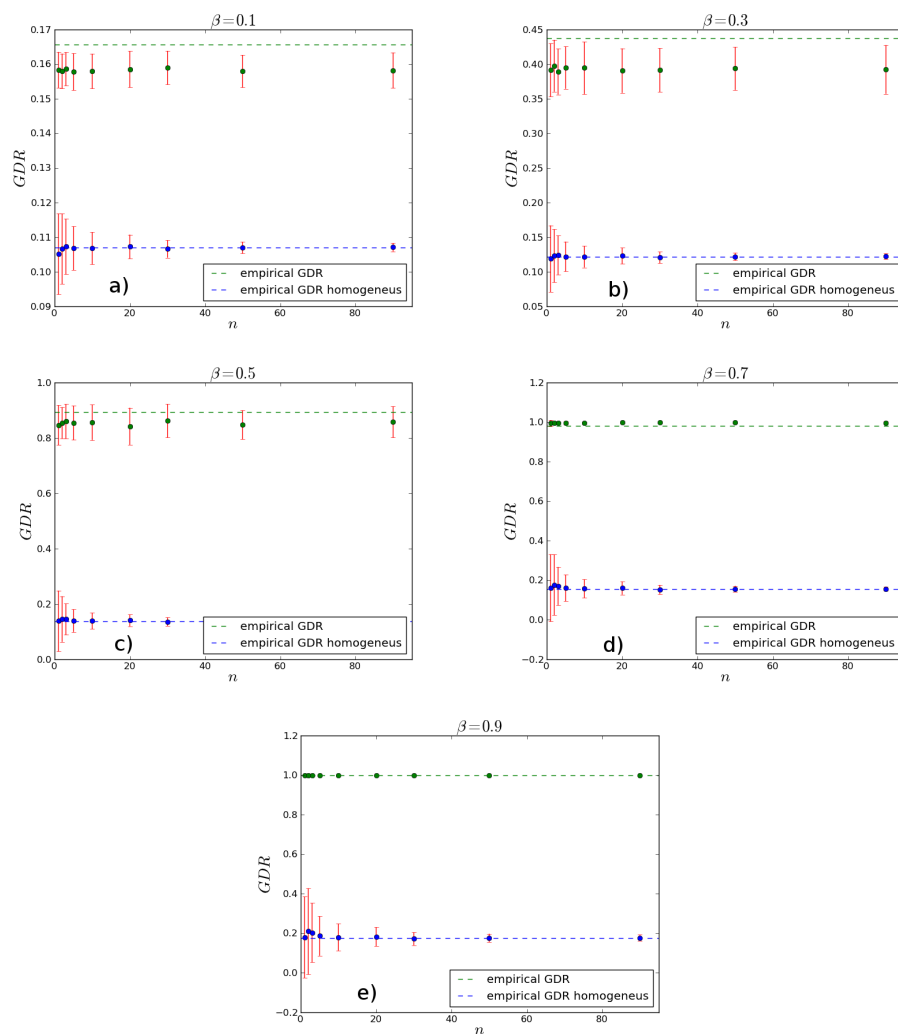 β=0.1
0.17
0.16
0.15
0.14
0.13
0.12
0.11
0.10
0.09
GDR
0 20 40 60 80
n
a)
empirical GDR
empirical GDR homogeneus
β=0.3
0.45
0.40
0.35
0.30
0.25
0.20
0.15
0.10
0.05
GDR
0 20 40 60 80
n
b)
empirical GDR
empirical GDR homogeneus
β=0.5
1.0
0.8
0.6
0.4
0.2
0.0
GDR
0 20 40 60 80
n
c)
empirical GDR
empirical GDR homogeneus
β=0.7
1.2
1.0
0.8
0.6
0.4
0.2
0.0
−0.2
GDR
0 20 40 60 80
n
d)
empirical GDR
empirical GDR homogeneus
β=0.9
1.2
1.0
0.8
0.6
0.4
0.2
0.0
−0.2
GDR
0 20 40 60 80
n
e)
empirical GDR
empirical GDR homogeneus